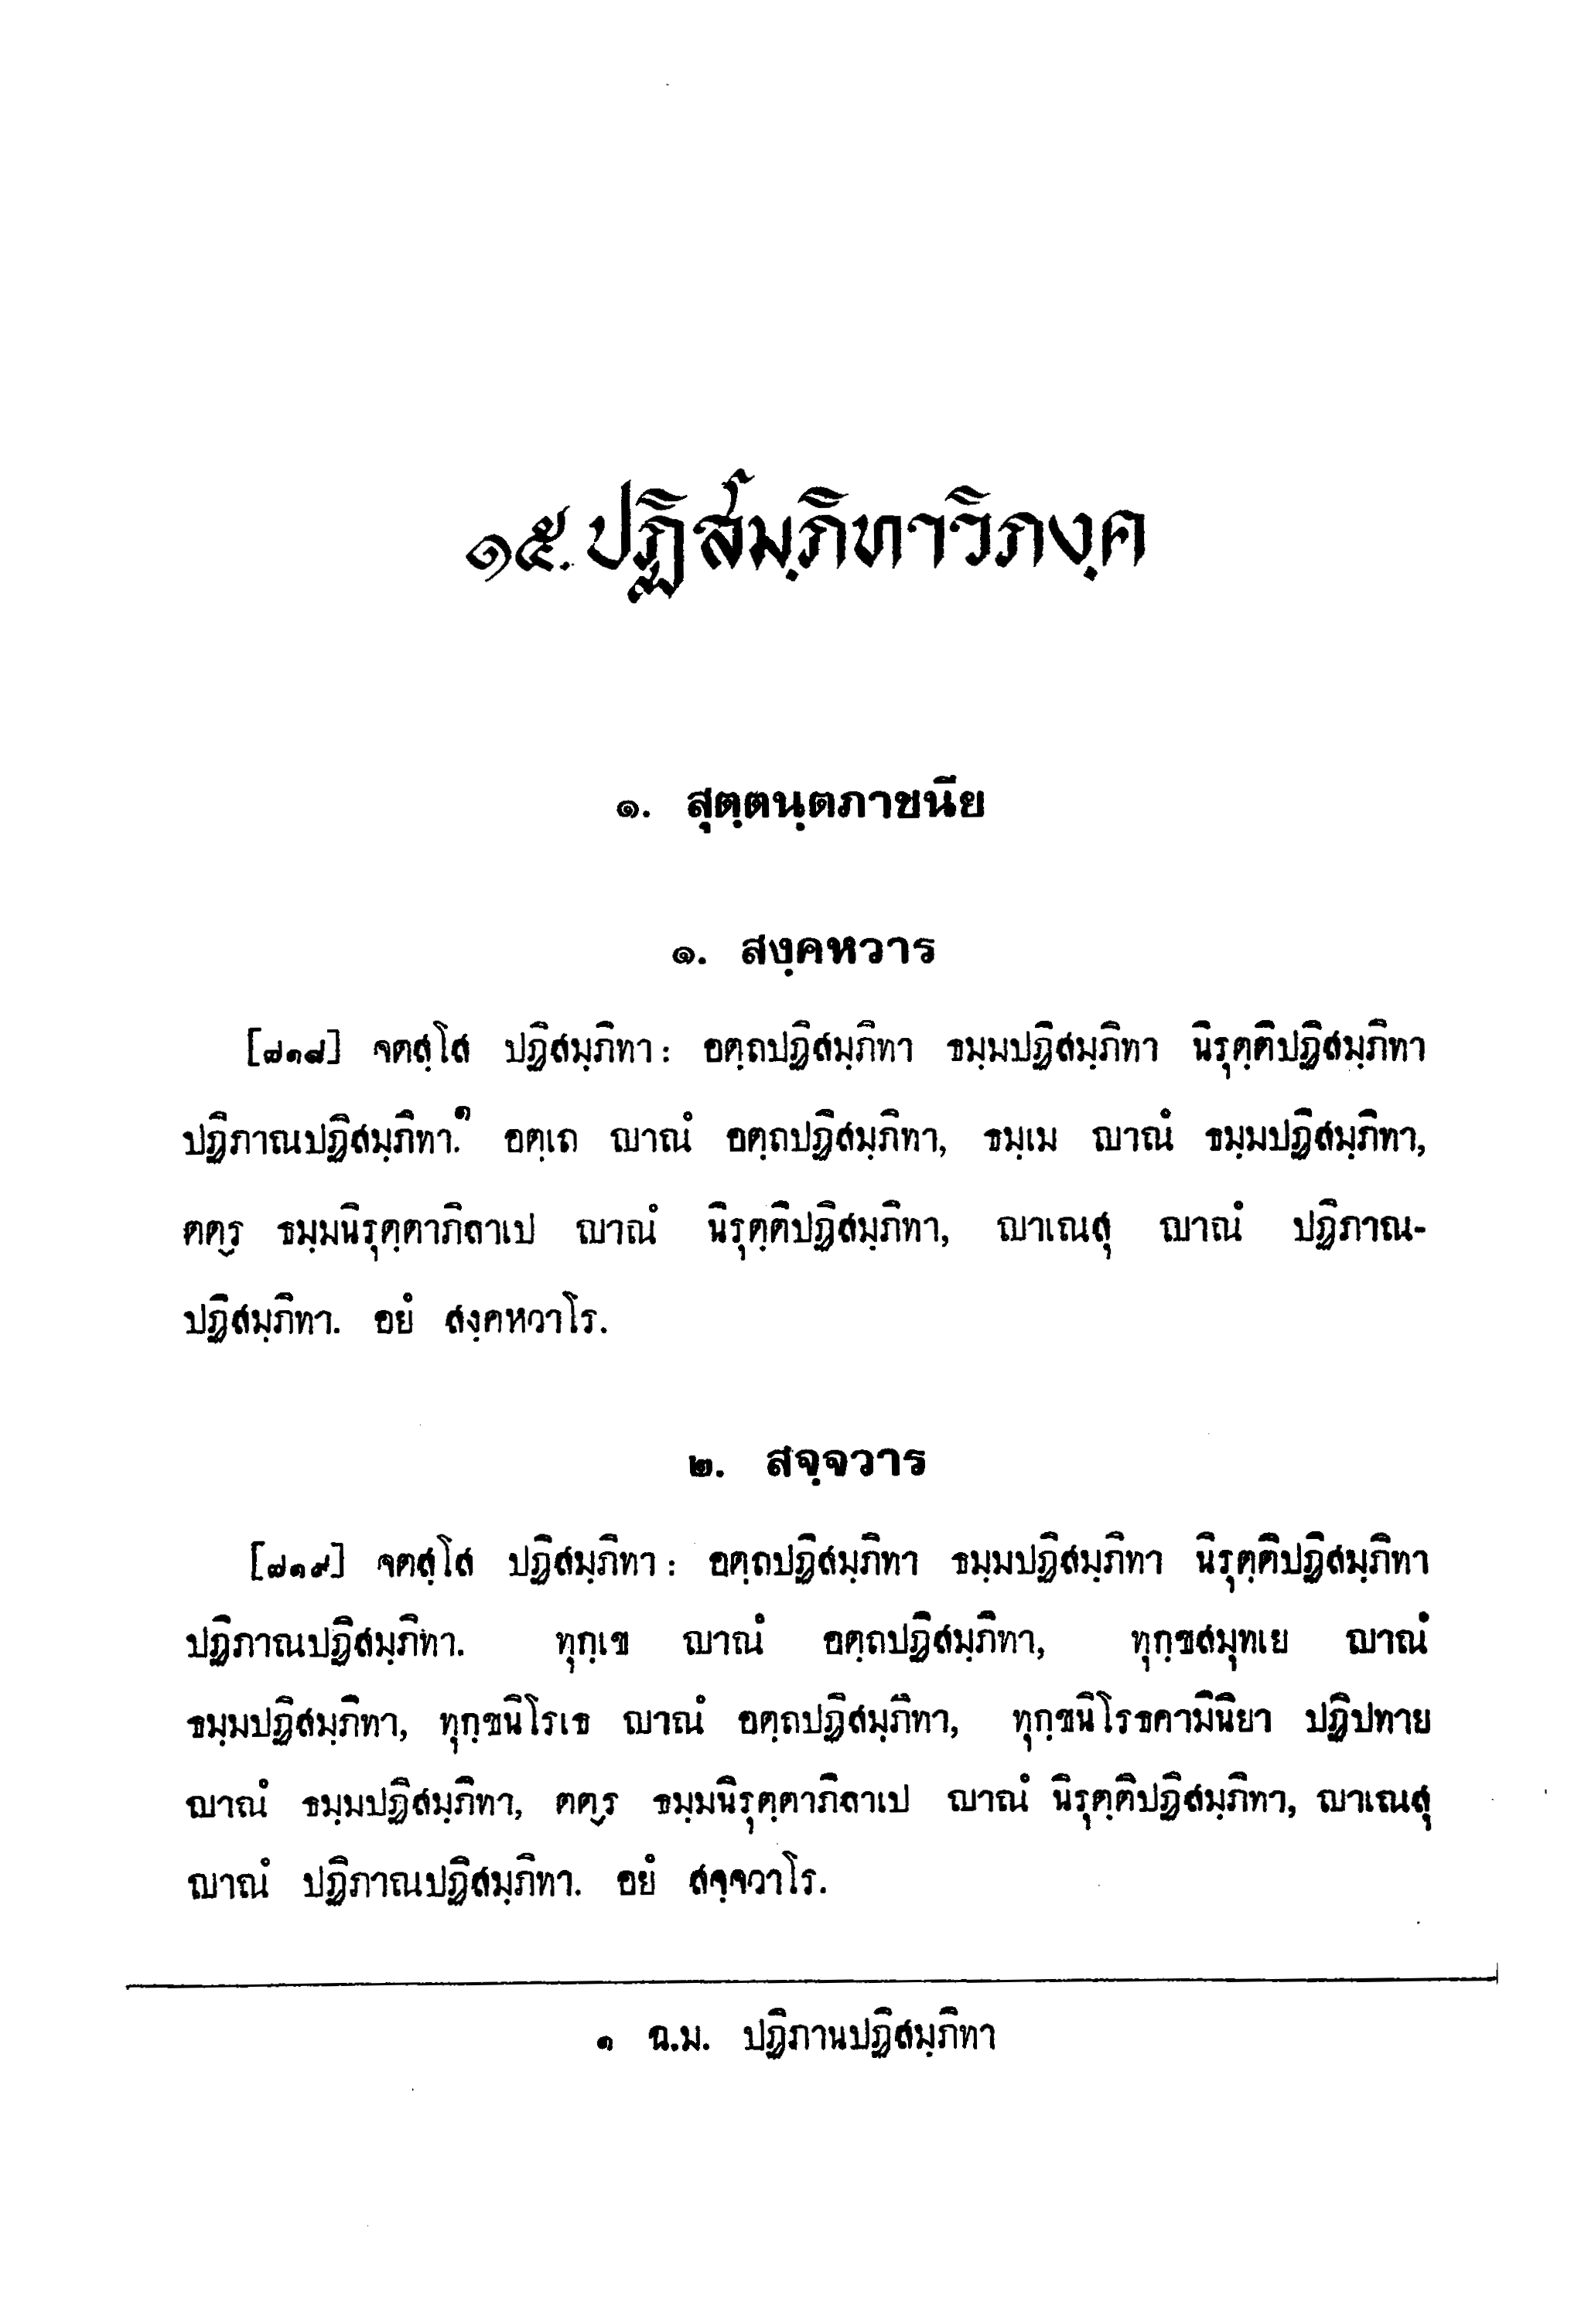 ๑๕. ปฏิสมฺภิทาวิภงฺค
๑. สุตฺตนฺตภาชนีย
๑. สงฺคหวาร
[๗๑๘] จตสฺโส ปฏิสมฺภิทา : อตฺถปฏิสมฺภิทา ธมฺมปฏิสมฺภิทา นิรุตฺติปฏิสมฺภิทา
ปฏิภาณปฏิสมฺภิทา.๑ อตฺเถ ญาณํ อตฺถปฏิสมฺภิทา, ธมฺเม ญาณํ ธมฺมปฏิสมฺภิทา,
ตตฺร ธมฺมนิรุตฺตาภิลาเป ญาณํ นิรุตฺติปฏิสมฺภิทา, ญาเณสุ ญาณํ ปฏิภาณ-
ปฏิสมฺภิทา. อยํ สงฺคหวาโร.
๒. สจฺจวาร
[๗๑๙] จตสฺโส ปฏิสมฺภิทา : อตฺถปฏิสมฺภิทา ธมฺมปฏิสมฺภิทา นิรุตฺติปฏิสมฺภิทา
ปฏิภาณปฏิสมฺภิทา. ทุกฺเข ญาณํ อตฺถปฏิสมฺภิทา, ทุกฺขสมุทเย ญาณํ
ธมฺมปฏิสมฺภิทา, ทุกฺขนิโรเธ ญาณํ อตฺถปฏิสมฺภิทา, ทุกฺขนิโรธคามินิยา ปฏิปทาย
ญาณํ ธมฺมปฏิสมฺภิทา, ตตฺร ธมฺมนิรุตฺตาภิลาเป ญาณํ นิรุตฺติปฏิสมฺภิทา, ญาเณสุ
ญาณํ ปฏิภาณปฏิสมฺภิทา. อยํ สจฺจวาโร.
๑ ฉ.ม. ปฏิภานปฏิสมฺภิทา